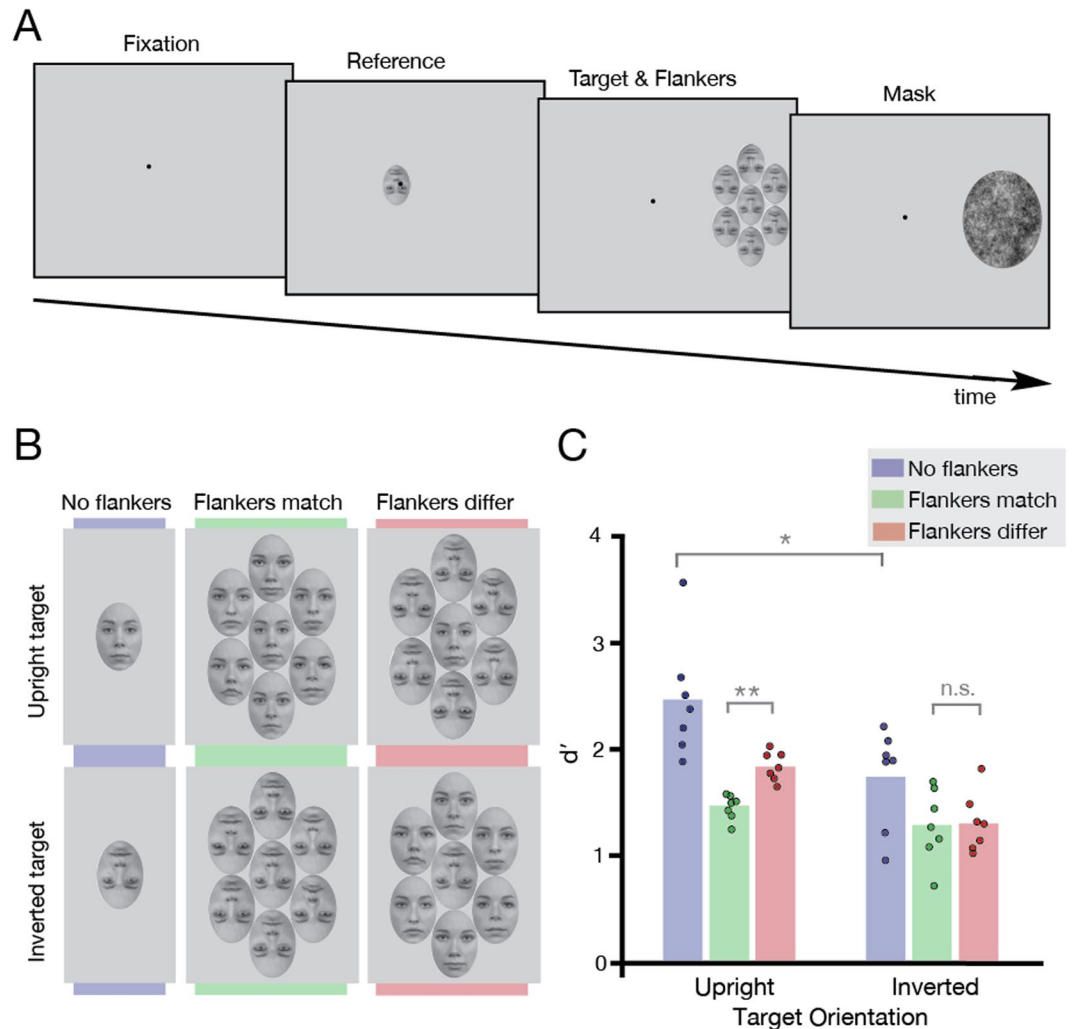 A
Fixation
Reference
Target & Flankers
Mask
time
B
No flankers
Flankers match
Flankers differ
Upright target
Inverted target
C
No flankers
Flankers match
Flankers differ
d′
4
3
2
1
0
*
**
n.s.
Upright
Inverted
Target Orientation